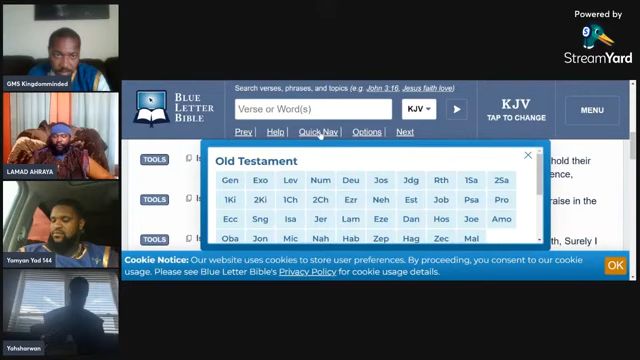 Powered by
StreamYard
GMS Kingdomminded
LAMAD AHRAYA
Yamyan Yad 144
Yahsharwan
BLUE
LETTER
BIBLE
Search verses, phrases, and topics (e.g. John 3:16, Jesus faith love)
Verse or Word(s)
KJV
KJV
TAP TO CHANGE
MENU
Prev | Help | Quick Nav | Options | Next
TOOLS
hold their
TOOLS
raise in the
TOOLS
th, Surely I
Old Testament
Gen Exo Lev Num Deu Jos Jdg Rth 1Sa 2Sa
1Ki 2Ki 1Ch 2Ch Ezr Neh Est Job Psa Pro
Ecc Sng Isa Jer Lam Eze Dan Hos Joe Amo
Oba Jon Mic Nah Hab Zep Hag Zec Mal
Cookie Notice: Our website uses cookies to store user preferences. By proceeding, you consent to our cookie
usage. Please see Blue Letter Bible's Privacy Policy for cookie usage details.
OK